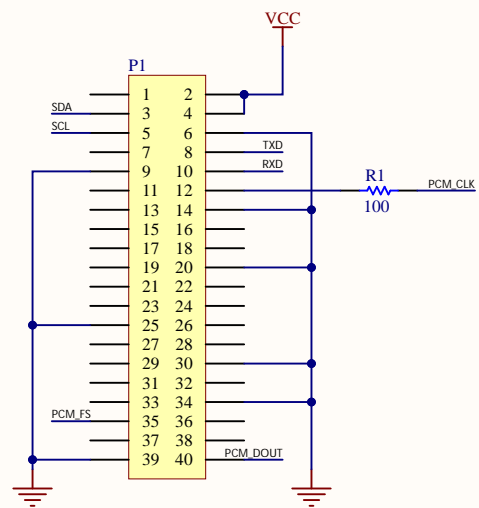 VCC
P1
1 2
SDA 3 4
SCL 5 6
7 8 TXD
9 10 RXD
11 12 R1 PCM_CLK
13 14 100
15 16
17 18
19 20
21 22
23 24
25 26
27 28
29 30
31 32
33 34
PCM_FS 35 36
37 38
39 40 PCM_DOUT